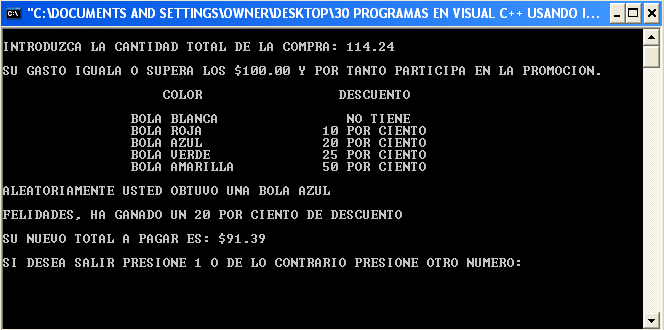 "C:\DOCUMENTS AND SETTINGS\OWNER\DESKTOP\30 PROGRAMAS EN VISUAL C++ USANDO I...
INTRODUZCA LA CANTIDAD TOTAL DE LA COMPRA: 114.24
SU GASTO IGUALA O SUPERA LOS $100.00 Y POR TANTO PARTICIPA EN LA PROMOCION.
COLOR DESCUENTO
BOLA BLANCA NO TIENE
BOLA ROJA 10 POR CIENTO
BOLA AZUL 20 POR CIENTO
BOLA VERDE 25 POR CIENTO
BOLA AMARILLA 50 POR CIENTO
ALEATORIAMENTE USTED OBTUVO UNA BOLA AZUL
FELIDADES, HA GANADO UN 20 POR CIENTO DE DESCUENTO
SU NUEVO TOTAL A PAGAR ES: $91.39
SI DESEA SALIR PRESIONE 1 O DE LO CONTRARIO PRESIONE OTRO NUMERO: